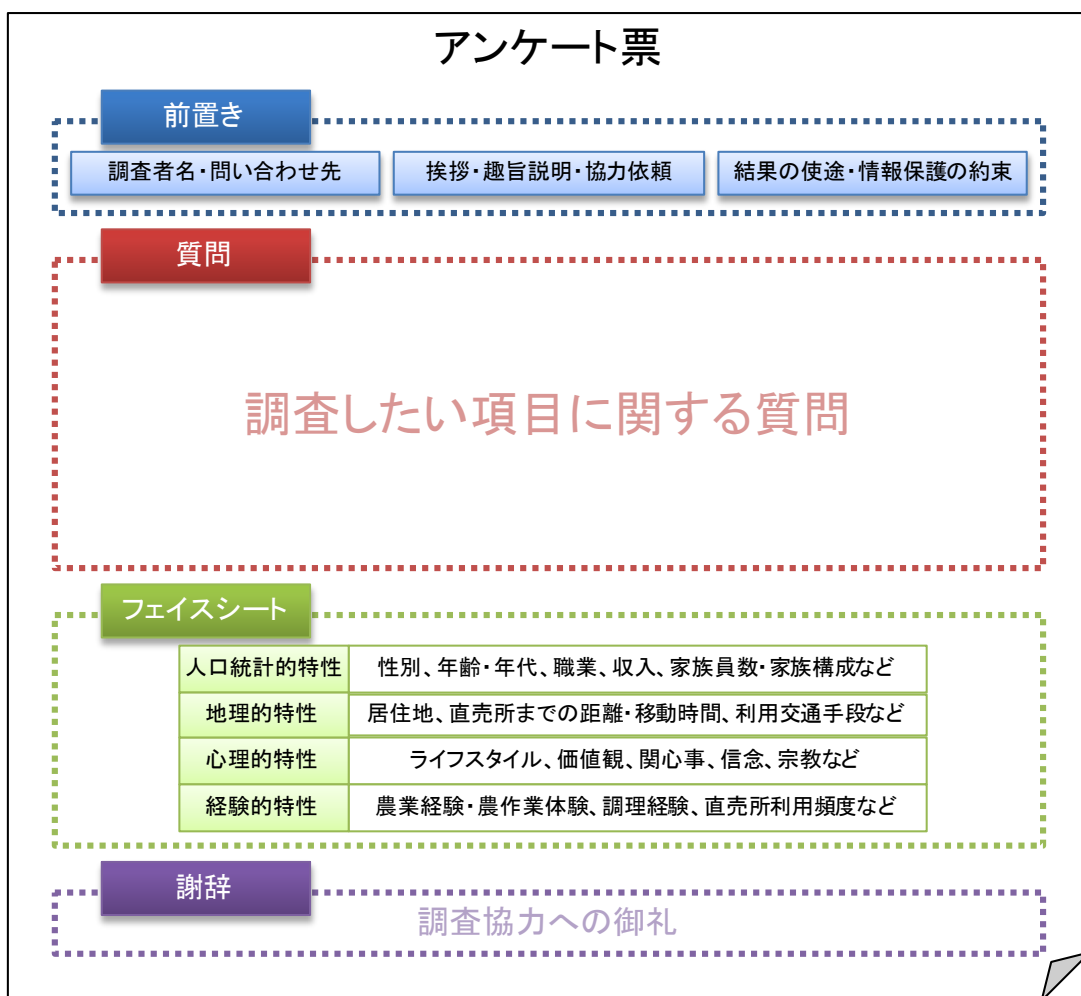 アンケート票
前置き
調査者名・問い合わせ先
挨拶・趣旨説明・協力依頼
結果の使途・情報保護の約束
質問
調査したい項目に関する質問
フェイスシート
人口統計的特性 性別、年齢・年代、職業、収入、家族員数・家族構成など
地理的特性 居住地、直売所までの距離・移動時間、利用交通手段など
心理的特性 ライフスタイル、価値観、関心事、信念、宗教など
経験的特性 農業経験・農作業体験、調理経験、直売所利用頻度など
謝辞
調査協力への御礼